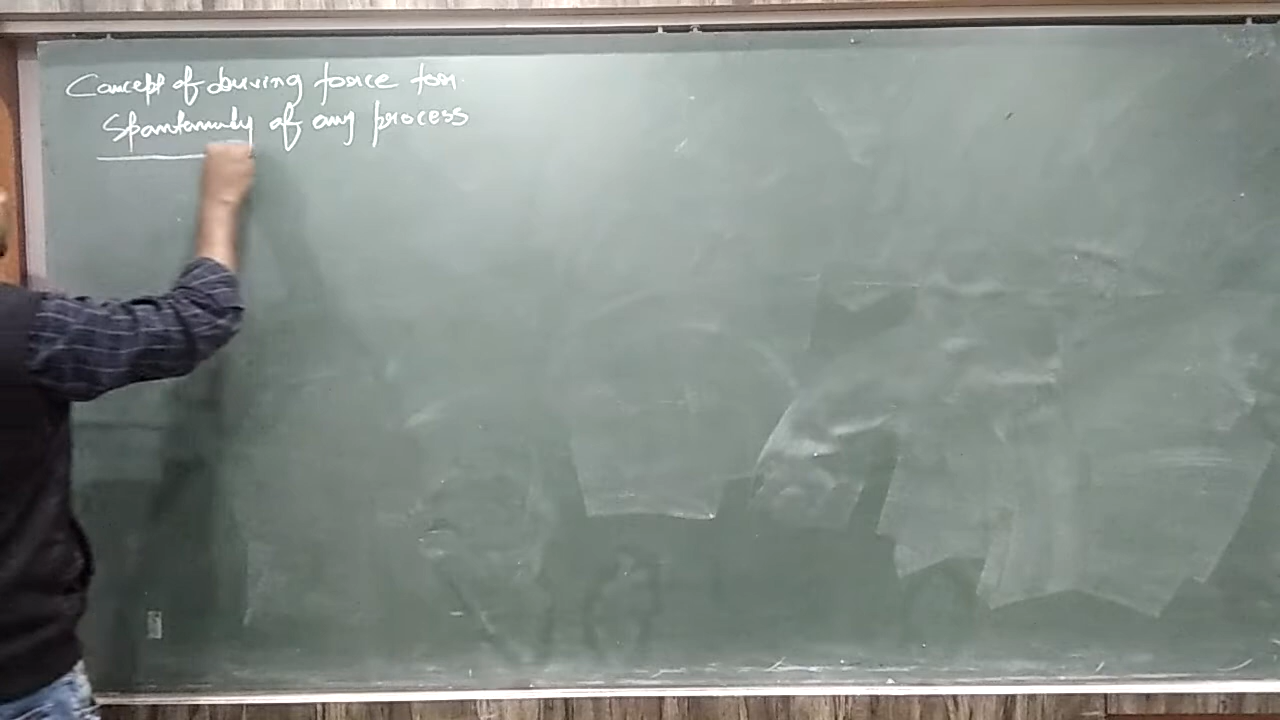 Concept of driving force for
Spontaneity of any process